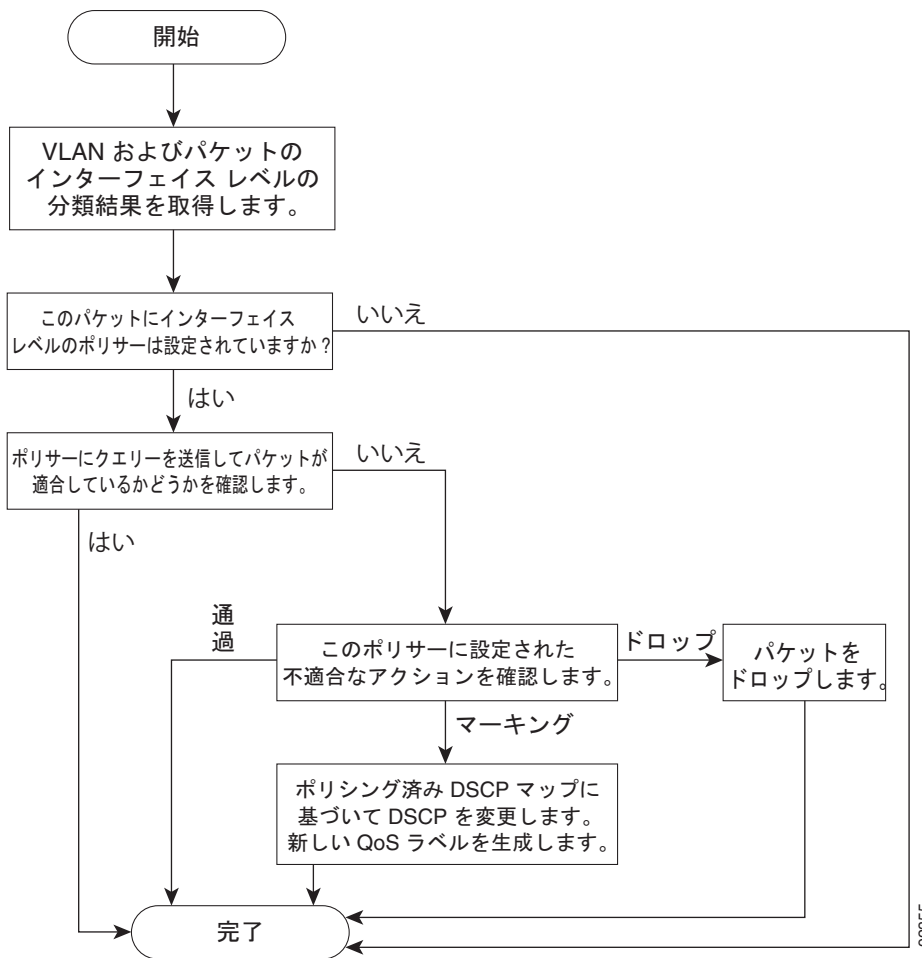 開始
VLAN およびパケットの
インターフェイス レベルの
分類結果を取得します。
このパケットにインターフェイス
レベルのポリサーは設定されていますか?
いいえ
はい
ポリサーにクエリーを送信してパケットが
適合しているかどうかを確認します。
いいえ
はい
通
過
このポリサーに設定された
不適合なアクションを確認します。
ドロップ
パケットを
ドロップします。
マーキング
ポリシング済み DSCP マップに
基づいて DSCP を変更します。
新しい QoS ラベルを生成します。
完了